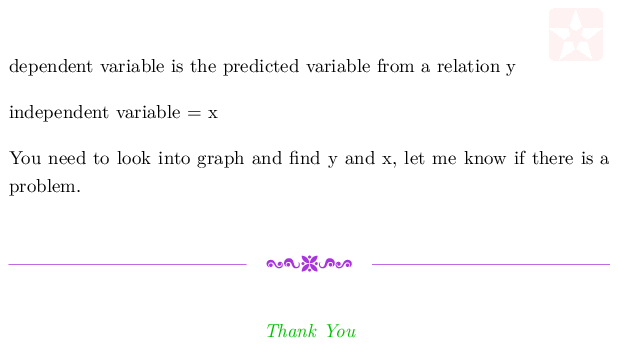 dependent variable is the predicted variable from a relation y
independent variable = x
You need to look into graph and find y and x, let me know if there is a
problem.
Thank You